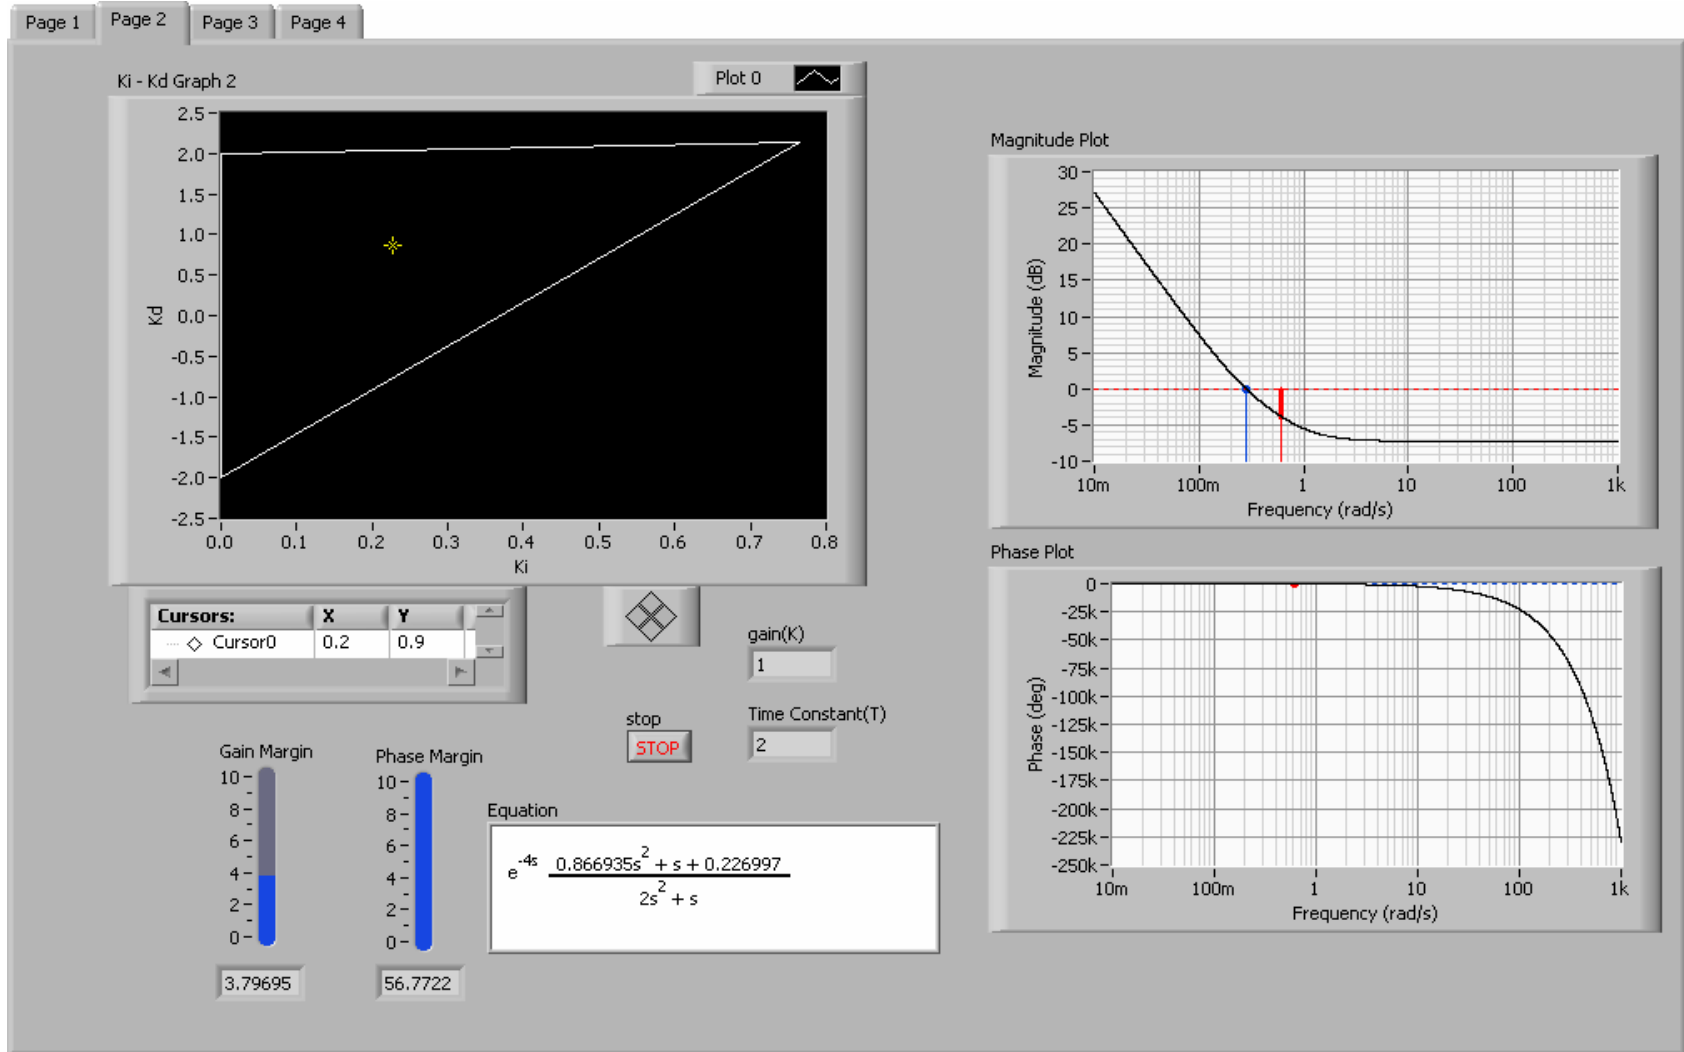 Page 1 Page 2 Page 3 Page 4
Ki - Kd Graph 2
Plot 0
2.5
2.0
1.5
1.0
0.5
0.0
-0.5
-1.0
-1.5
-2.0
-2.5
Kd
0.0 0.1 0.2 0.3 0.4 0.5 0.6 0.7 0.8
Ki
Cursors: X Y
Cursor0 0.2 0.9
gain(K)
1
stop
STOP
Time Constant(T)
2
Gain Margin
10
8
6
4
2
0
3.79695
Phase Margin
10
8
6
4
2
0
56.7722
Equation
e^-4s 0.866935s^2 + s + 0.226997
2s^2 + s
Magnitude Plot
30
25
20
15
10
5
0
-5
-10
Magnitude (dB)
10m 100m 1 10 100 1k
Frequency (rad/s)
Phase Plot
0
-25k
-50k
-75k
-100k
-125k
-150k
-175k
-200k
-225k
-250k
Phase (deg)
10m 100m 1 10 100 1k
Frequency (rad/s)